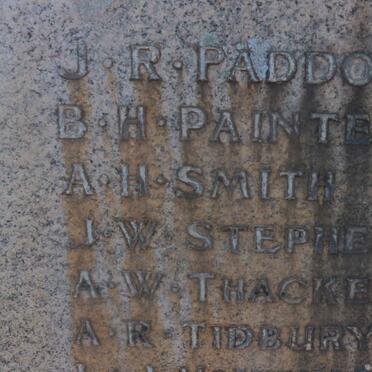 J·R·PADDO
B·H·PAINTE
A·H·SMITH
J·W·STEPHE
A·W·THACKE
A·R·TIDBURY